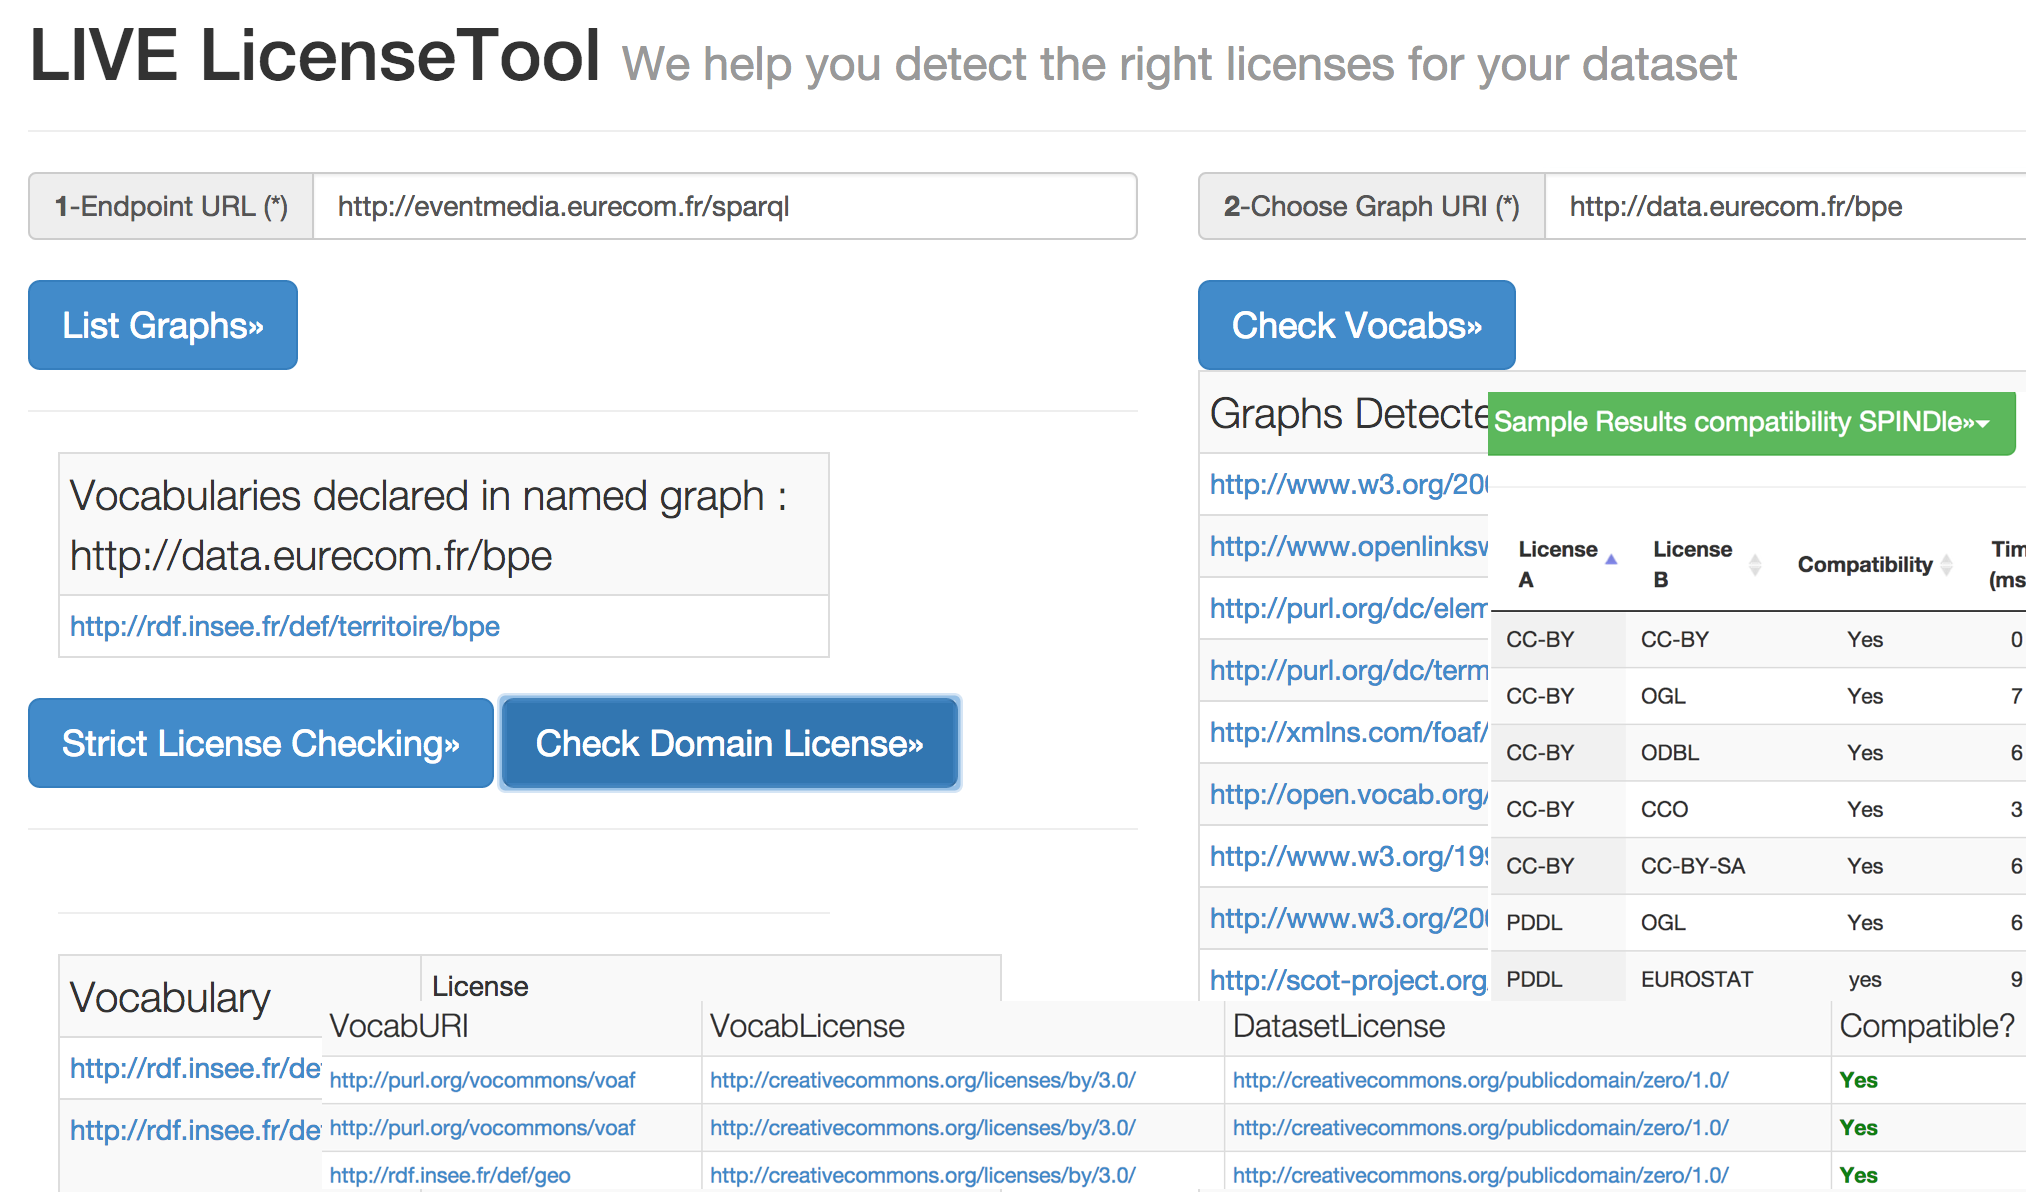 LIVE LicenseTool We help you detect the right licenses for your dataset
1-Endpoint URL (*) http://eventmedia.eurecom.fr/sparql
2-Choose Graph URI (*) http://data.eurecom.fr/bpe
List Graphs»
Check Vocabs»
Vocabularies declared in named graph :
http://data.eurecom.fr/bpe
http://rdf.insee.fr/def/territoire/bpe
Strict License Checking» Check Domain License»
Graphs Detecte
http://www.w3.org/200
http://www.openlinksw
http://purl.org/dc/elem
http://purl.org/dc/term
http://xmlns.com/foaf/
http://open.vocab.org/
http://www.w3.org/199
http://www.w3.org/200
http://scot-project.org/
Sample Results compatibility SPINDle»
License A License B Compatibility Tim (ms
CC-BY CC-BY Yes 0
CC-BY OGL Yes 7
CC-BY ODBL Yes 6
CC-BY CCO Yes 3
CC-BY CC-BY-SA Yes 6
PDDL OGL Yes 6
PDDL EUROSTAT yes 9
Vocabulary License
http://rdf.insee.fr/de
http://rdf.insee.fr/de
VocabURI VocabLicense DatasetLicense Compatible?
http://purl.org/vocommons/voaf http://creativecommons.org/licenses/by/3.0/ http://creativecommons.org/publicdomain/zero/1.0/ Yes
http://purl.org/vocommons/voaf http://creativecommons.org/licenses/by/3.0/ http://creativecommons.org/publicdomain/zero/1.0/ Yes
http://rdf.insee.fr/def/geo http://creativecommons.org/licenses/by/3.0/ http://creativecommons.org/publicdomain/zero/1.0/ Yes